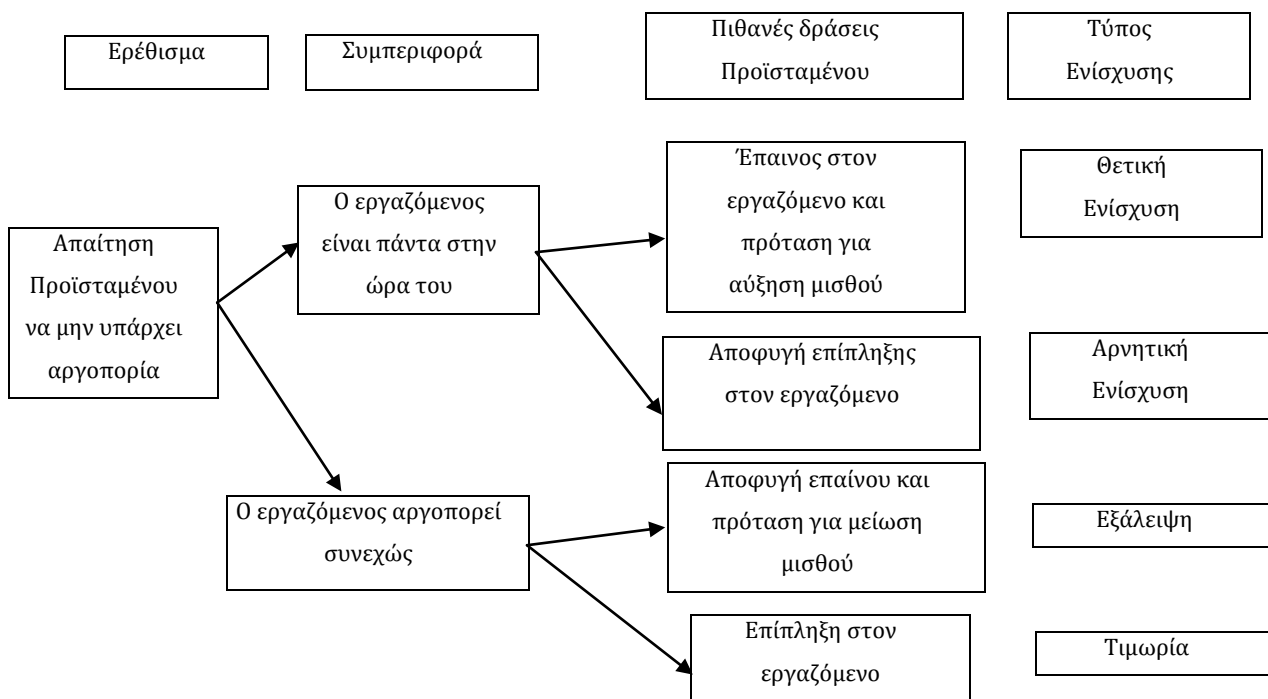 Ερέθισμα
Συμπεριφορά
Πιθανές δράσεις
Προϊσταμένου
Τύπος
Ενίσχυσης
Απαίτηση
Προϊσταμένου
να μην υπάρχει
αργοπορία
Ο εργαζόμενος
είναι πάντα στην
ώρα του
Έπαινος στον
εργαζόμενο και
πρόταση για
αύξηση μισθού
Θετική
Ενίσχυση
Αποφυγή επίπληξης
στον εργαζόμενο
Αρνητική
Ενίσχυση
Ο εργαζόμενος αργοπορεί
συνεχώς
Αποφυγή επαίνου και
πρόταση για μείωση
μισθού
Εξάλειψη
Επίπληξη στον
εργαζόμενο
Τιμωρία